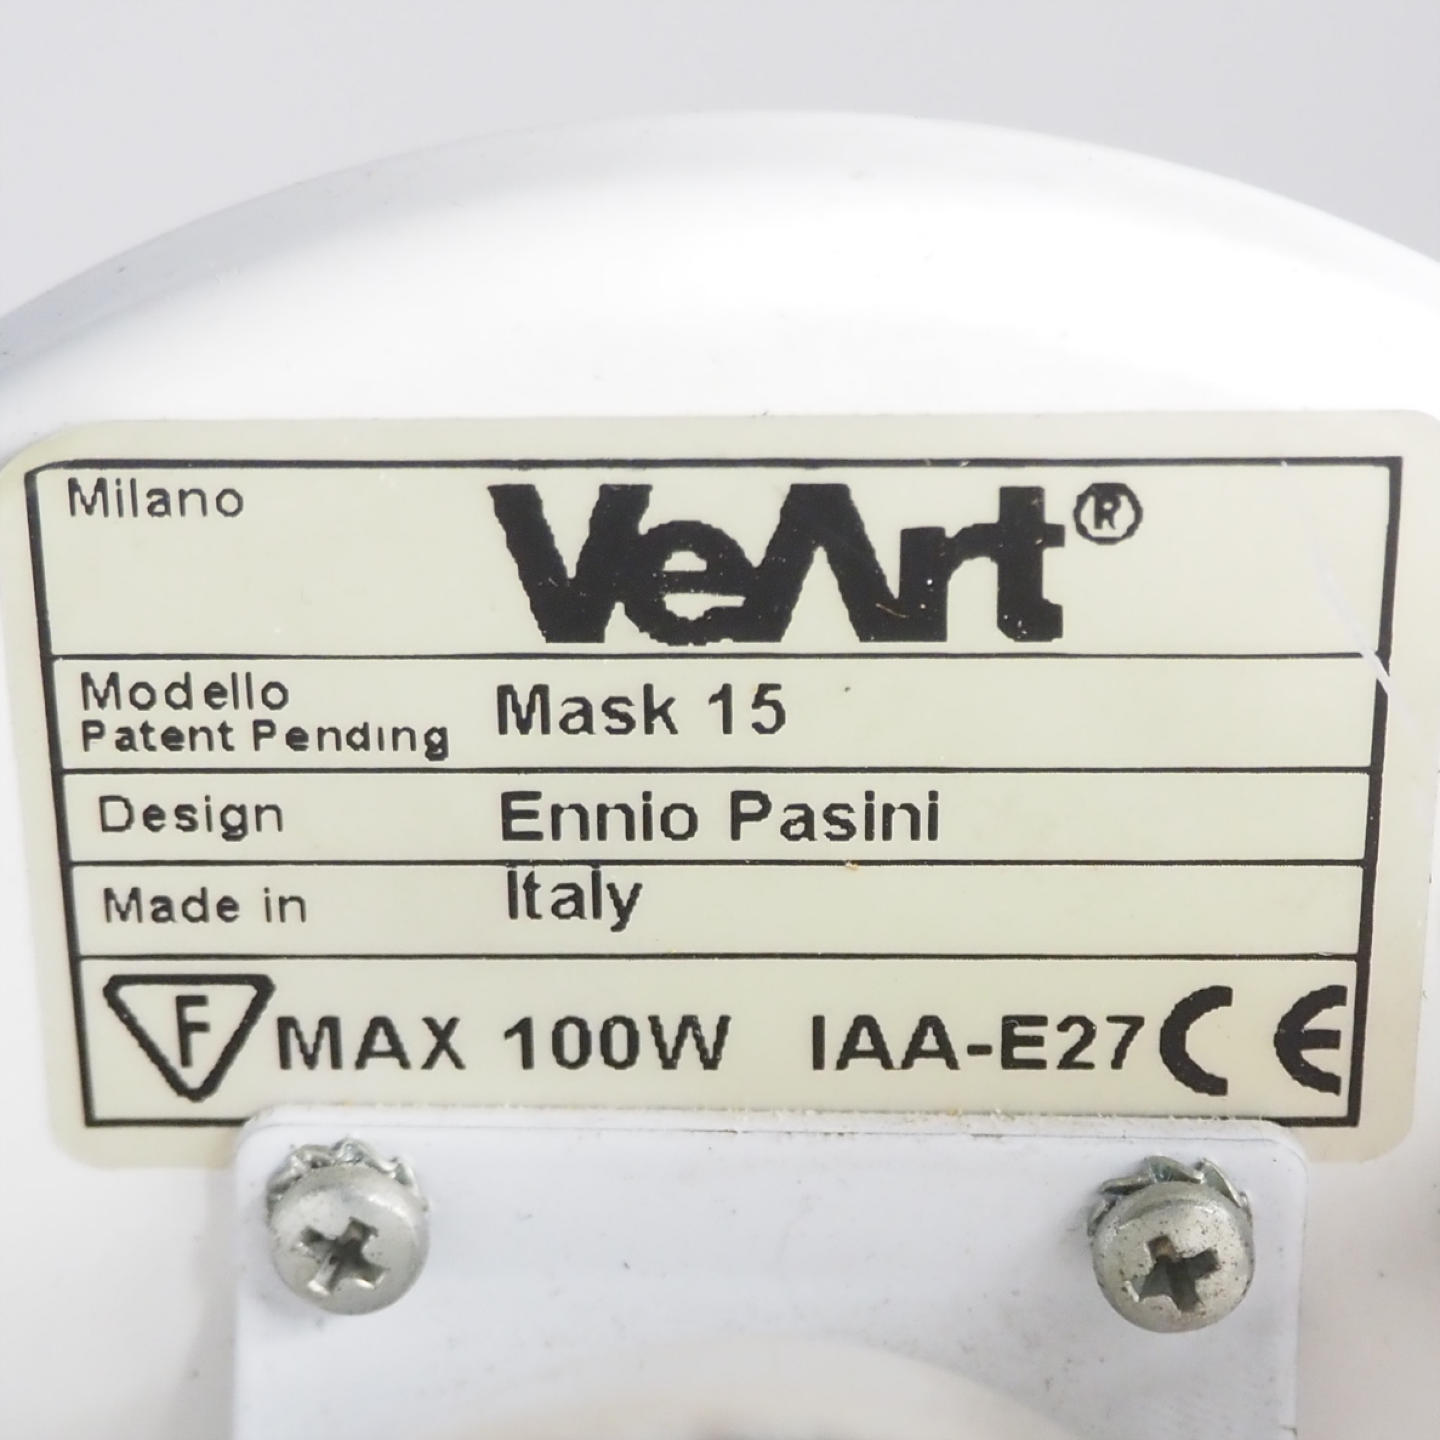 Milano VeArt®
Modello Mask 15
Patent Pending
Design Ennio Pasini
Made in Italy
F MAX 100W IAA-E27 CE